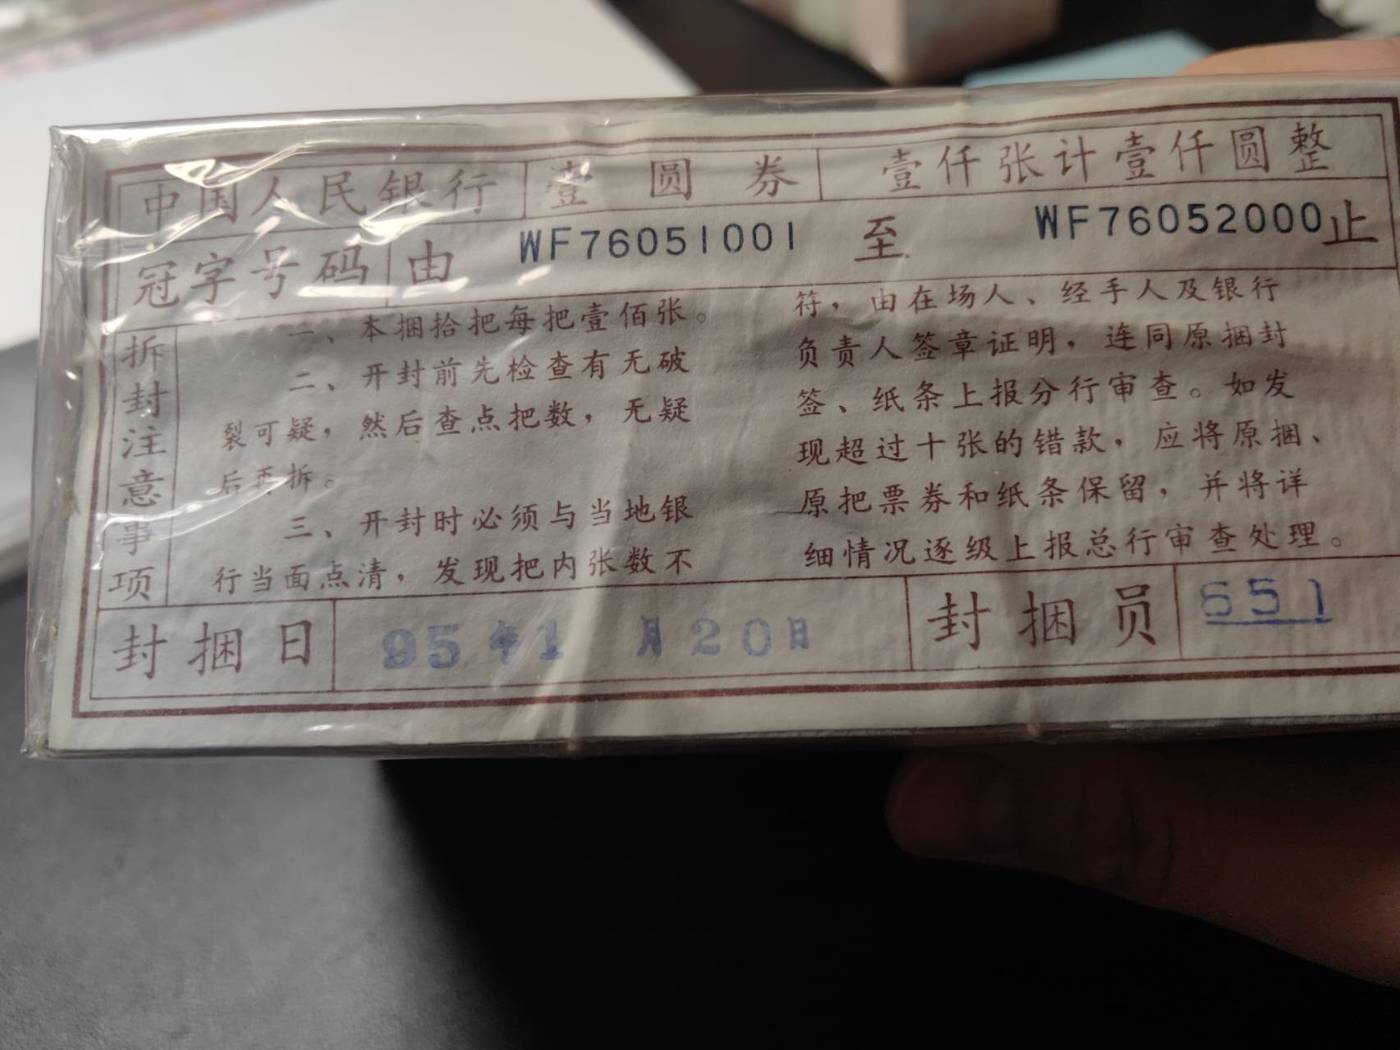 中国人民银行 壹圆券 壹仟张计壹仟圆整
冠字号码 由 WF76051001 至 WF76052000止
拆封注意事项
一、本捆拾把每把壹佰张。
二、开封前先检查有无破
裂可疑，然后查点把数，无疑
后再拆。
三、开封时必须与当地银
行当面点清，发现把内张数不
符，由在场人、经手人及银行
负责人签章证明，连同原捆封
签、纸条上报分行审查。如发
现超过十张的错款，应将原捆、
原把票券和纸条保留，并将详
细情况逐级上报总行审查处理。
封捆日 95年1月20日 封捆员 651